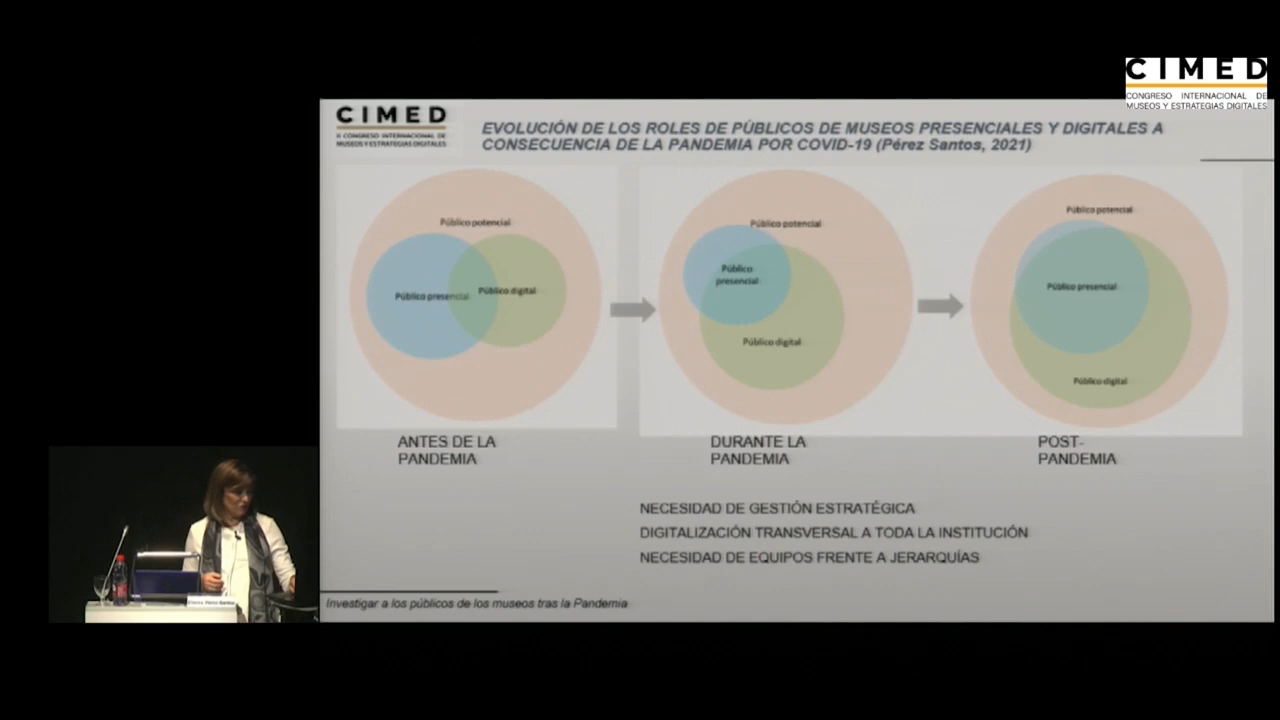 CIMED
CONGRESO INTERNACIONAL DE
MUSEOS Y ESTRATEGIAS DIGITALES
CIMED
II CONGRESO INTERNACIONAL DE
MUSEOS Y ESTRATEGIAS DIGITALES
EVOLUCIÓN DE LOS ROLES DE PÚBLICOS DE MUSEOS PRESENCIALES Y DIGITALES A
CONSECUENCIA DE LA PANDEMIA POR COVID-19 (Pérez Santos, 2021)
Público potencial
Público presencial
Público digital
Público potencial
Público
presencial
Público digital
Público potencial
Público presencial
Público digital
ANTES DE LA
PANDEMIA
DURANTE LA
PANDEMIA
POST-
PANDEMIA
NECESIDAD DE GESTIÓN ESTRATÉGICA
DIGITALIZACIÓN TRANSVERSAL A TODA LA INSTITUCIÓN
NECESIDAD DE EQUIPOS FRENTE A JERARQUÍAS
Investigar a los públicos de los museos tras la Pandemia
Eloísa Pérez Santos